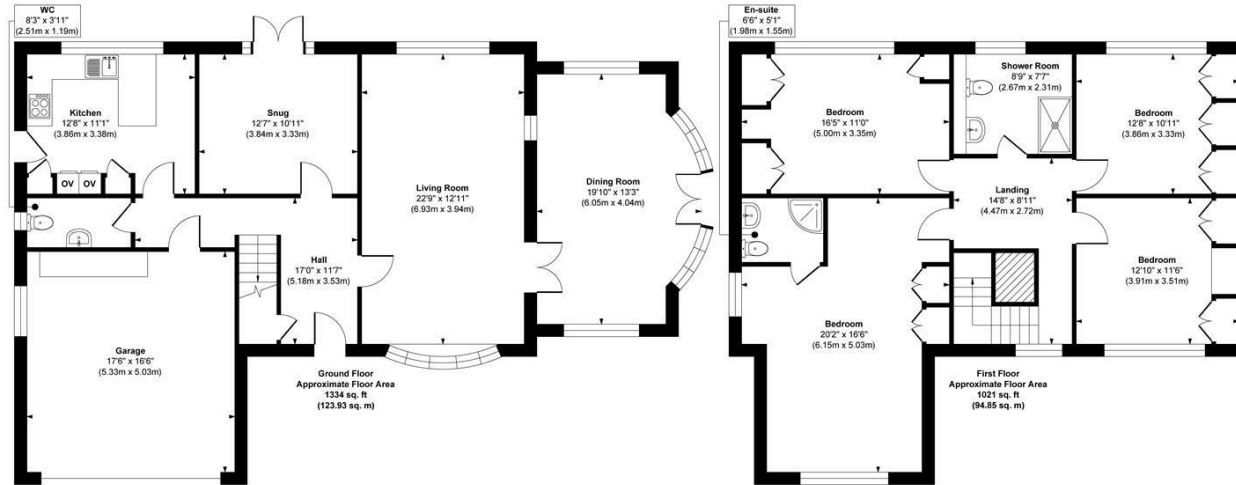 WC
8'3" x 3'11"
(2.51m x 1.19m)
Kitchen
12'8" x 11'1"
(3.86m x 3.38m)
OV OV
Snug
12'7" x 10'11"
(3.84m x 3.33m)
Living Room
22'9" x 12'11"
(6.93m x 3.94m)
Dining Room
19'10" x 13'3"
(6.05m x 4.04m)
Hall
17'0" x 11'7"
(5.18m x 3.53m)
Garage
17'6" x 16'6"
(5.33m x 5.03m)
Ground Floor
Approximate Floor Area
1334 sq. ft
(123.93 sq. m)
En-suite
6'6" x 5'1"
(1.98m x 1.55m)
Bedroom
16'5" x 11'0"
(5.00m x 3.35m)
Shower Room
8'9" x 7'7"
(2.67m x 2.31m)
Bedroom
12'8" x 10'11"
(3.86m x 3.33m)
Landing
14'8" x 8'11"
(4.47m x 2.72m)
Bedroom
12'10" x 11'6"
(3.91m x 3.51m)
Bedroom
20'2" x 16'6"
(6.15m x 5.03m)
First Floor
Approximate Floor Area
1021 sq. ft
(94.85 sq. m)